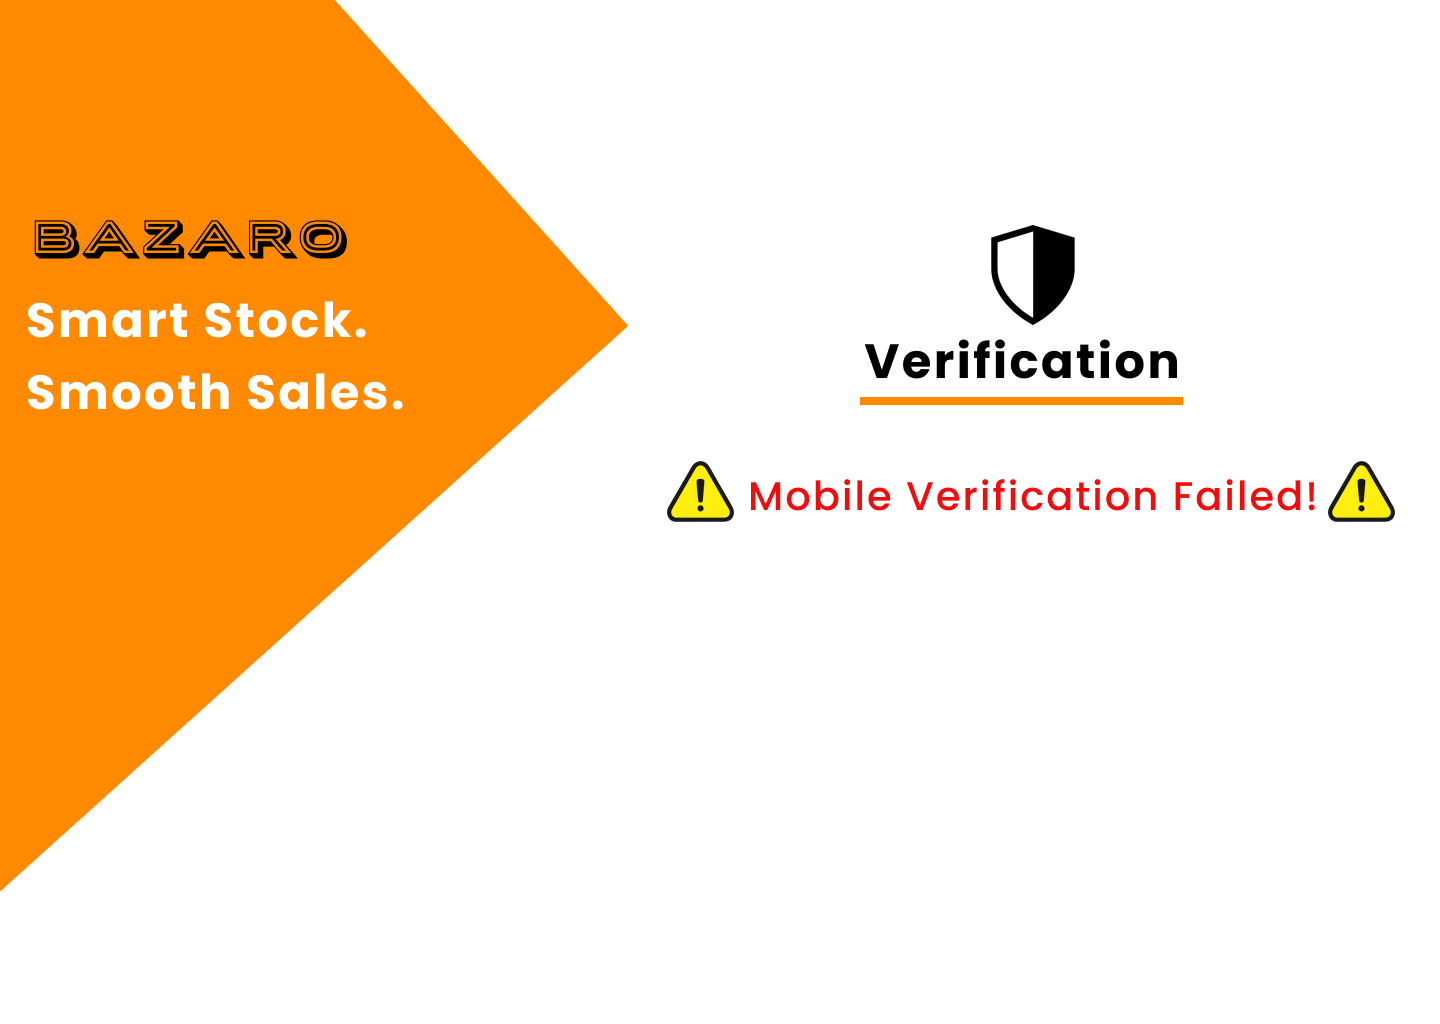 BAZARO
Smart Stock.
Smooth Sales.
Verification
Mobile Verification Failed!